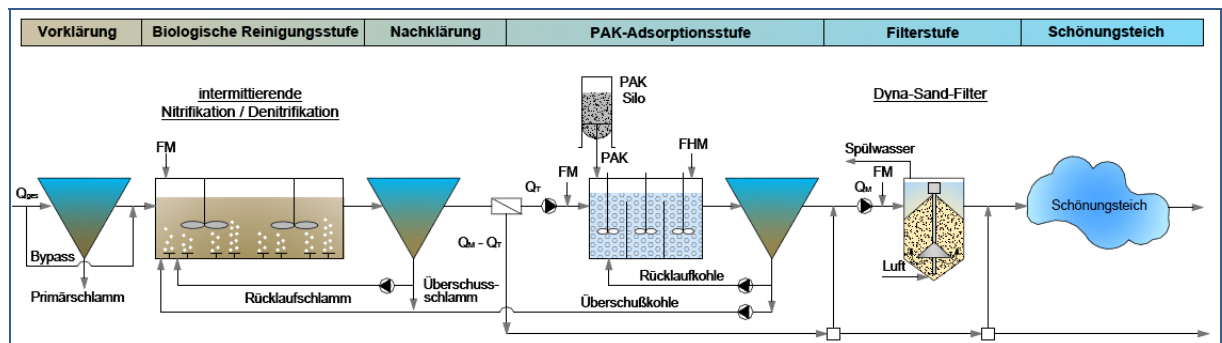 Vorklärung
Biologische Reinigungsstufe
Nachklärung
PAK-Adsorptionsstufe
Filterstufe
Schönungsteich
intermittierende
Nitrifikation / Denitrifikation
PAK
Silo
Dyna-Sand-Filter
FM
PAK
FHM
Spülwasser
FM
FM
Qges
QT
QM
Schönungsteich
QM – QT
Bypass
Luft
Primärschlamm
Rücklaufschlamm
Überschuss-
schlamm
Rücklaufkohle
Überschußkohle